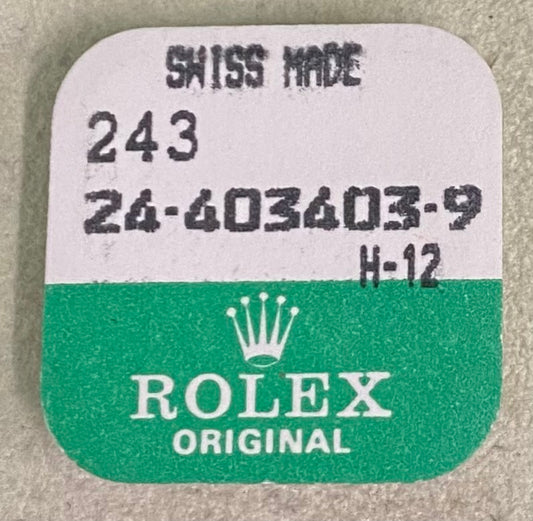 SWISS MADE
243
24-403403-9
H-12
ROLEX
ORIGINAL